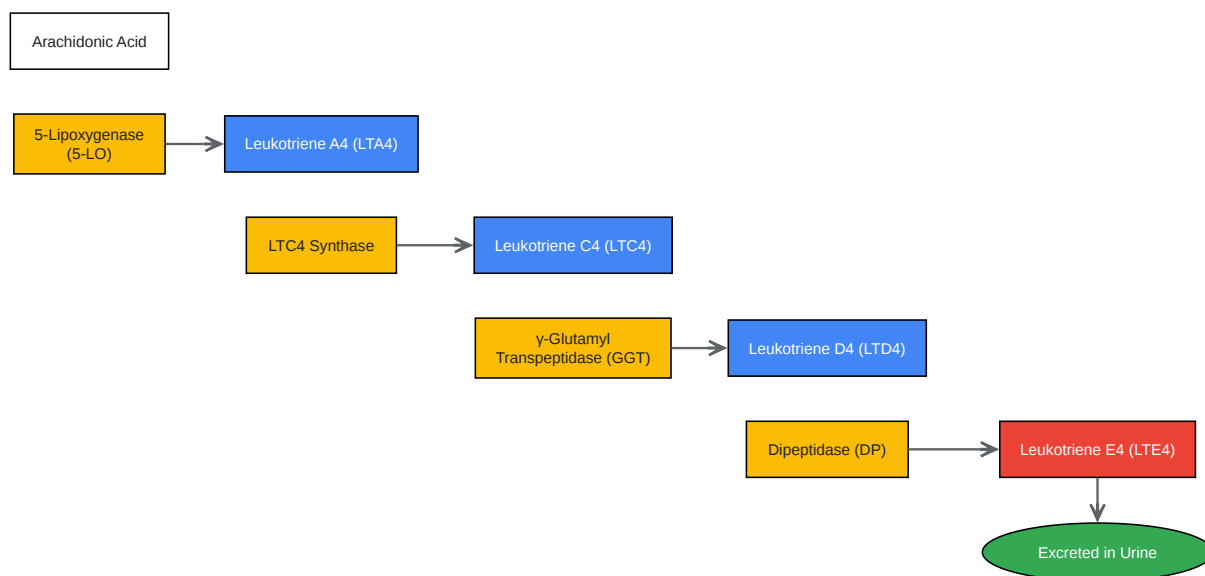 Arachidonic Acid
5-Lipoxygenase
(5-LO)
Leukotriene A4 (LTA4)
LTC4 Synthase
Leukotriene C4 (LTC4)
γ-Glutamyl
Transpeptidase (GGT)
Leukotriene D4 (LTD4)
Dipeptidase (DP)
Leukotriene E4 (LTE4)
Excreted in Urine